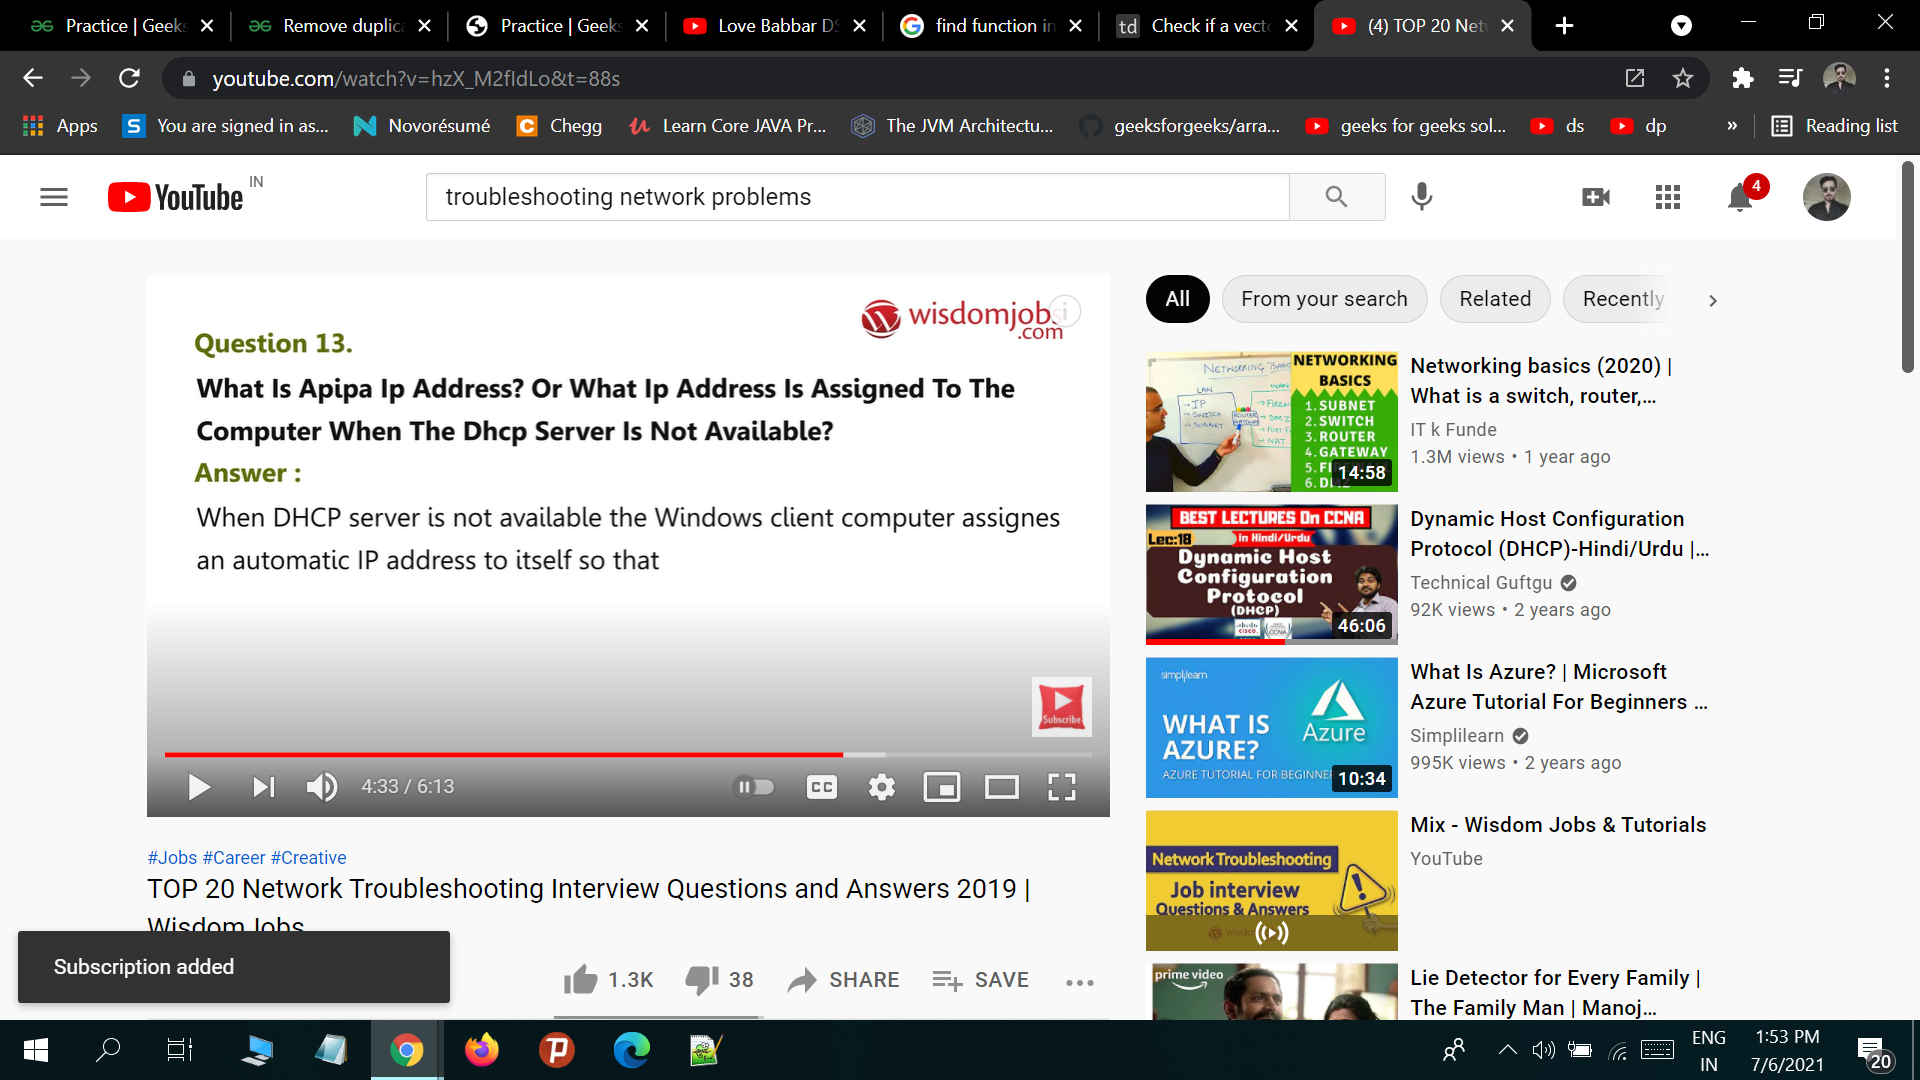 Practice | Geeks
Remove duplica
Practice | Geeks
Love Babbar DS
find function in
td
Check if a vecto
(4) TOP 20 Net
youtube.com/watch?v=hzX_M2fIdLo&t=88s
Apps
S
You are signed in as...
Novorésumé
Chegg
Learn Core JAVA Pr...
The JVM Architectu...
geeksforgeeks/arra...
geeks for geeks sol...
ds
dp
»
Reading list
YouTube IN
troubleshooting network problems
4
wisdomjobs
.com
Question 13.
What Is Apipa Ip Address? Or What Ip Address Is Assigned To The
Computer When The Dhcp Server Is Not Available?
Answer :
When DHCP server is not available the Windows client computer assignes
an automatic IP address to itself so that
Subscribe
4:33 / 6:13
CC
#Jobs #Career #Creative
TOP 20 Network Troubleshooting Interview Questions and Answers 2019 |
Wisdom Jobs
Subscription added
1.3K
38
SHARE
SAVE
All
From your search
Related
Recently
NETWORKING
BASICS
1. SUBNET
2. SWITCH
3. ROUTER
4. GATEWAY
14:58
Networking basics (2020) |
What is a switch, router,...
IT k Funde
1.3M views • 1 year ago
BEST LECTURES On CCNA
Lec:18 in Hindi/Urdu
Dynamic Host
Configuration
Protocol
(DHCP)
46:06
Dynamic Host Configuration
Protocol (DHCP)-Hindi/Urdu |...
Technical Guftgu
92K views • 2 years ago
simplilearn
WHAT IS
AZURE?
Azure
AZURE TUTORIAL FOR BEGINNER
10:34
What Is Azure? | Microsoft
Azure Tutorial For Beginners ...
Simplilearn
995K views • 2 years ago
Network Troubleshooting
Job interview
Questions & Answers
Mix - Wisdom Jobs & Tutorials
YouTube
prime video
Lie Detector for Every Family |
The Family Man | Manoj...
ENG
IN
1:53 PM
7/6/2021
20